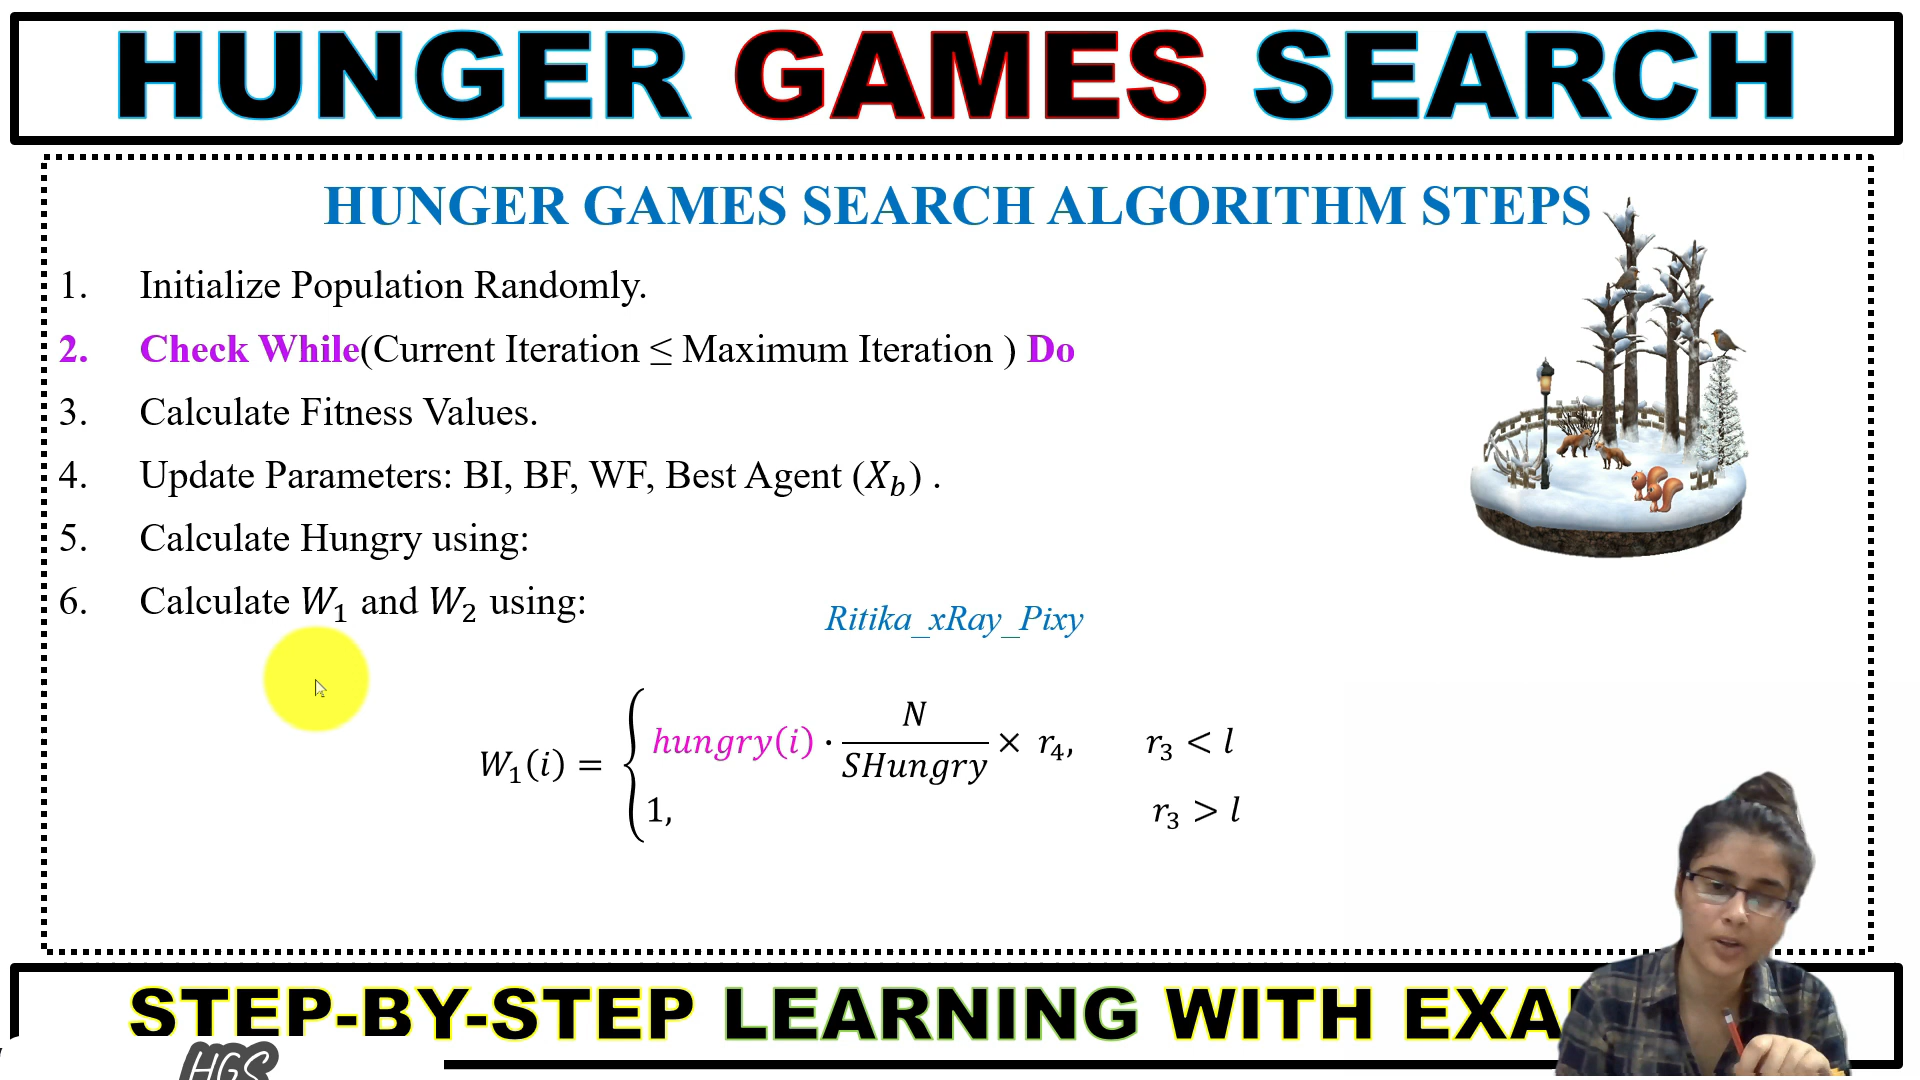 HUNGER GAMES SEARCH
HUNGER GAMES SEARCH ALGORITHM STEPS
1. Initialize Population Randomly.
2. Check While(Current Iteration ≤ Maximum Iteration ) Do
3. Calculate Fitness Values.
4. Update Parameters: BI, BF, WF, Best Agent (X_b) .
5. Calculate Hungry using:
6. Calculate W_1 and W_2 using:
Ritika_xRay_Pixy
W_1(i) = { hungry(i) · N/SHungry × r_4, r_3 < l
1, r_3 > l
STEP-BY-STEP LEARNING WITH EXA
HGS